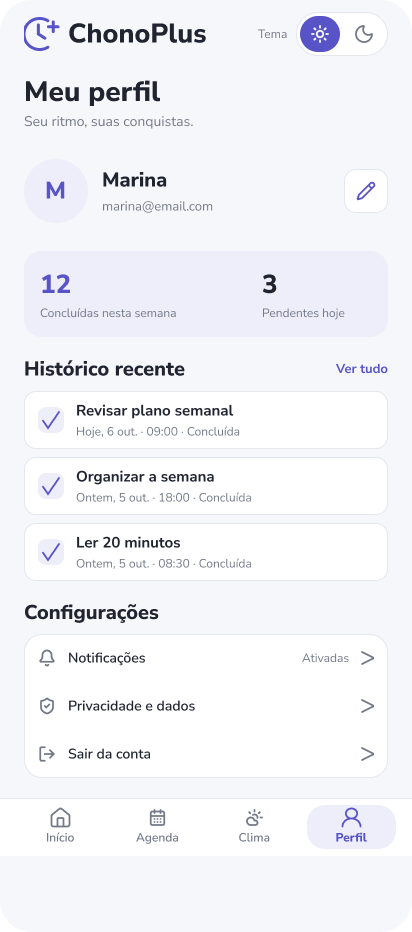 ChonoPlus
Tema
Meu perfil
Seu ritmo, suas conquistas.
M
Marina
marina@email.com
12
Concluídas nesta semana
3
Pendentes hoje
Histórico recente
Ver tudo
Revisar plano semanal
Hoje, 6 out. · 09:00 · Concluída
Organizar a semana
Ontem, 5 out. · 18:00 · Concluída
Ler 20 minutos
Ontem, 5 out. · 08:30 · Concluída
Configurações
Notificações
Ativadas
Privacidade e dados
Sair da conta
Início
Agenda
Clima
Perfil